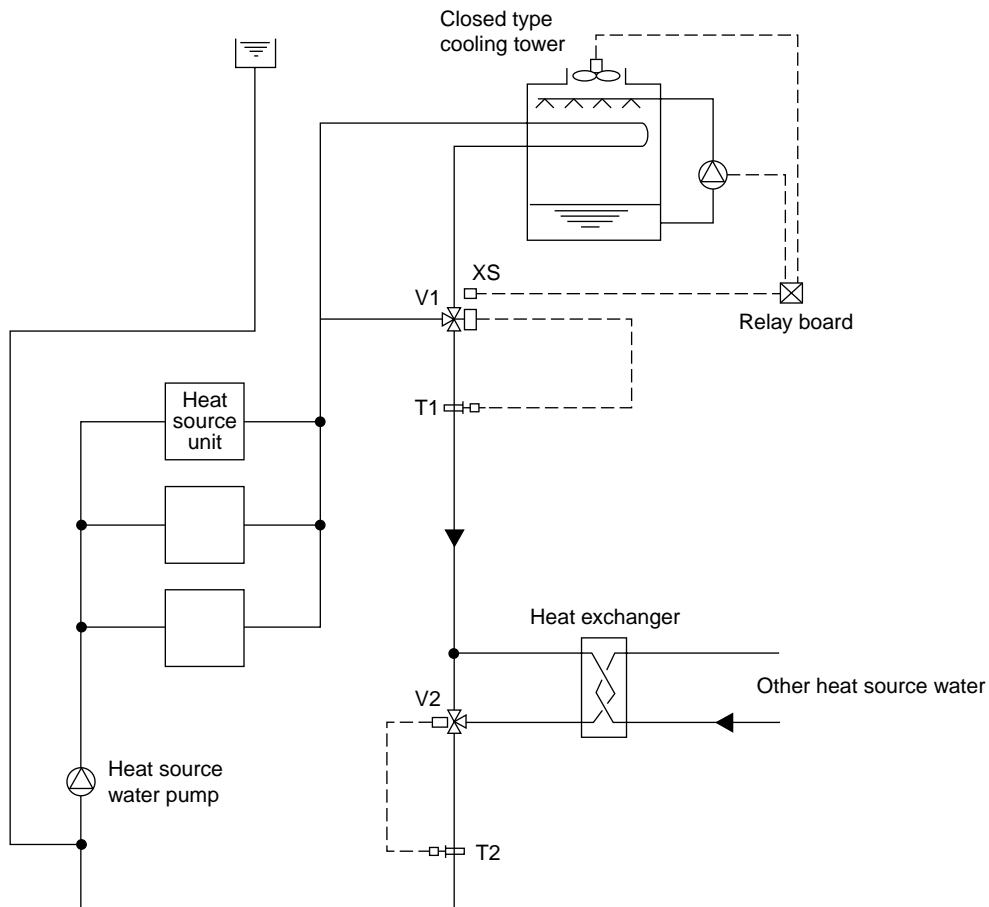 Closed type
cooling tower
XS
V1
Relay board
T1
Heat
source
unit
Heat exchanger
V2
Other heat source water
Heat source
water pump
T2